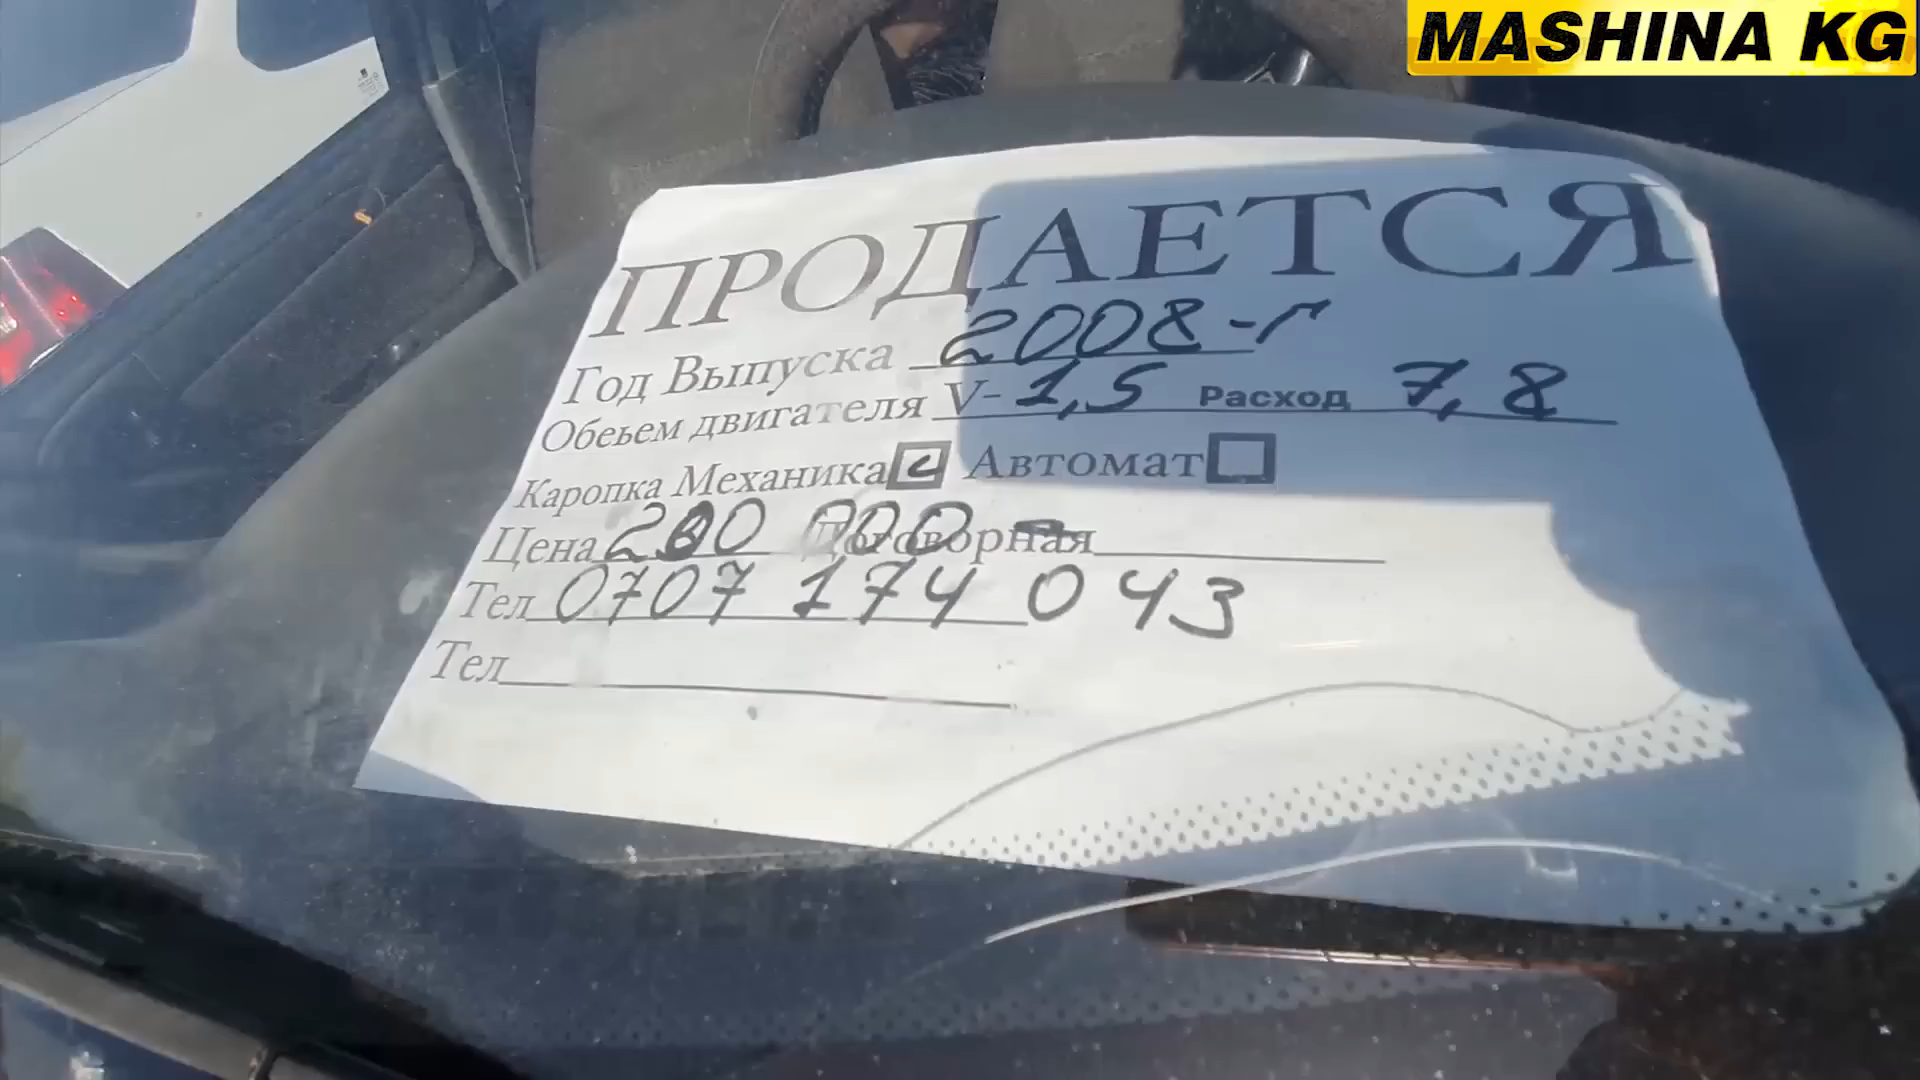 MASHINA KG
ПРОДАЕТСЯ
Год Выпуска 2008-г
Обеьем двигателя V- 1,5 Расход 7,8
Каропка Механика Автомат
Цена 200 000 Договорная
Тел 0707 174 043
Тел